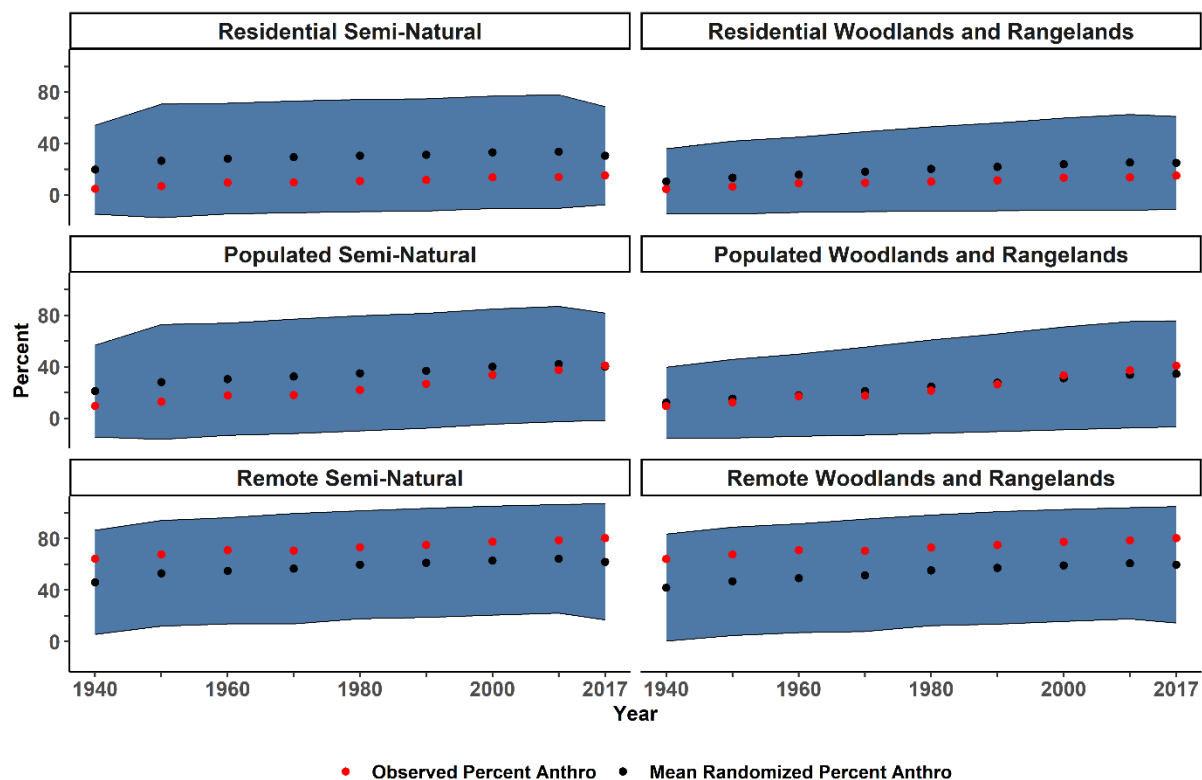 Residential Semi-Natural
Residential Woodlands and Rangelands
80
40
0
Populated Semi-Natural
Populated Woodlands and Rangelands
80
40
0
Percent
Remote Semi-Natural
Remote Woodlands and Rangelands
80
40
0
1940 1960 1980 2000 2017 1940 1960 1980 2000 2017
Year
Observed Percent Anthro Mean Randomized Percent Anthro